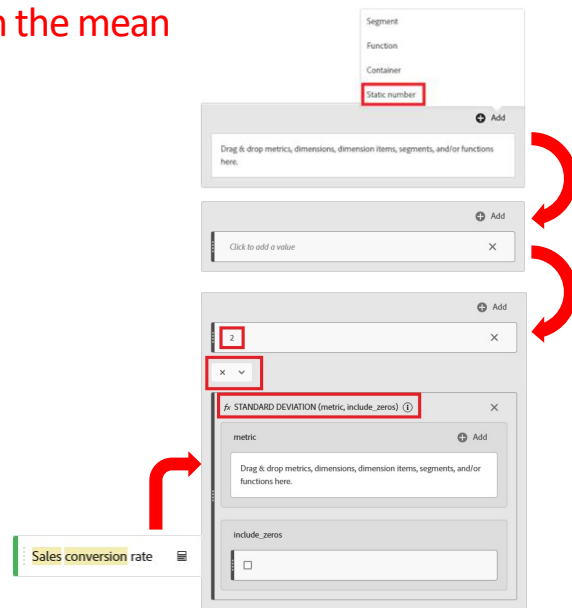 n the mean
Segment
Function
Container
Static number
Add
Drag & drop metrics, dimensions, dimension items, segments, and/or functions
here.
Add
Click to add a value
Add
2
fx STANDARD DEVIATION (metric, include_zeros)
metric
Add
Drag & drop metrics, dimensions, dimension items, segments, and/or
functions here.
Sales conversion rate
include_zeros